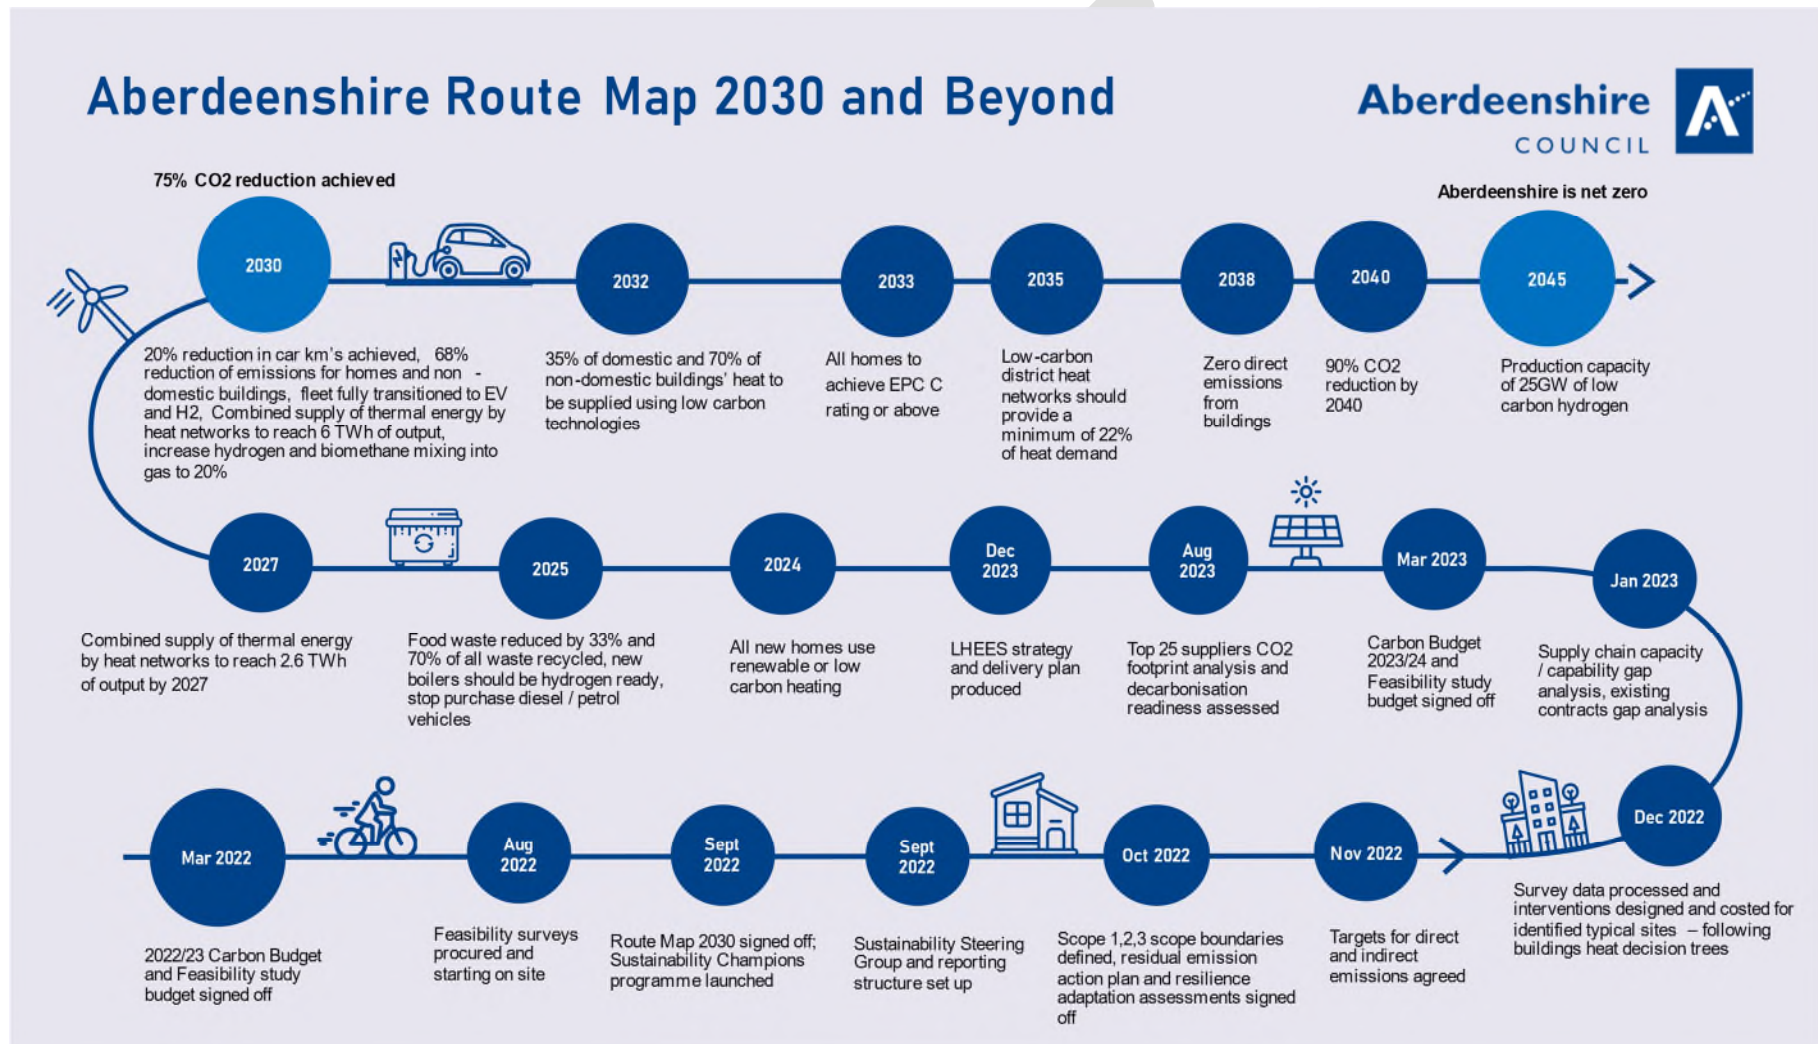 Aberdeenshire Route Map 2030 and Beyond
Aberdeenshire
COUNCIL
75% CO2 reduction achieved
Aberdeenshire is net zero
2030
2032
2033
2035
2038
2040
2045
20% reduction in car km's achieved, 68%
reduction of emissions for homes and non -
domestic buildings, fleet fully transitioned to EV
and H2, Combined supply of thermal energy by
heat networks to reach 6 TWh of output,
increase hydrogen and biomethane mixing into
gas to 20%
35% of domestic and 70% of
non-domestic buildings' heat to
be supplied using low carbon
technologies
All homes to
achieve EPC C
rating or above
Low-carbon
district heat
networks should
provide a
minimum of 22%
of heat demand
Zero direct
emissions
from
buildings
90% CO2
reduction by
2040
Production capacity
of 25GW of low
carbon hydrogen
2027
2025
2024
Dec
2023
Aug
2023
Mar 2023
Jan 2023
Combined supply of thermal energy
by heat networks to reach 2.6 TWh
of output by 2027
Food waste reduced by 33% and
70% of all waste recycled, new
boilers should be hydrogen ready,
stop purchase diesel / petrol
vehicles
All new homes use
renewable or low
carbon heating
LHEES strategy
and delivery plan
produced
Top 25 suppliers CO2
footprint analysis and
decarbonisation
readiness assessed
Carbon Budget
2023/24 and
Feasibility study
budget signed off
Supply chain capacity
/ capability gap
analysis, existing
contracts gap analysis
Mar 2022
Aug
2022
Sept
2022
Sept
2022
Oct 2022
Nov 2022
Dec 2022
2022/23 Carbon Budget
and Feasibility study
budget signed off
Feasibility surveys
procured and
starting on site
Route Map 2030 signed off;
Sustainability Champions
programme launched
Sustainability Steering
Group and reporting
structure set up
Scope 1,2,3 scope boundaries
defined, residual emission
action plan and resilience
adaptation assessments signed
off
Targets for direct
and indirect
emissions agreed
Survey data processed and
interventions designed and costed for
identified typical sites – following
buildings heat decision trees